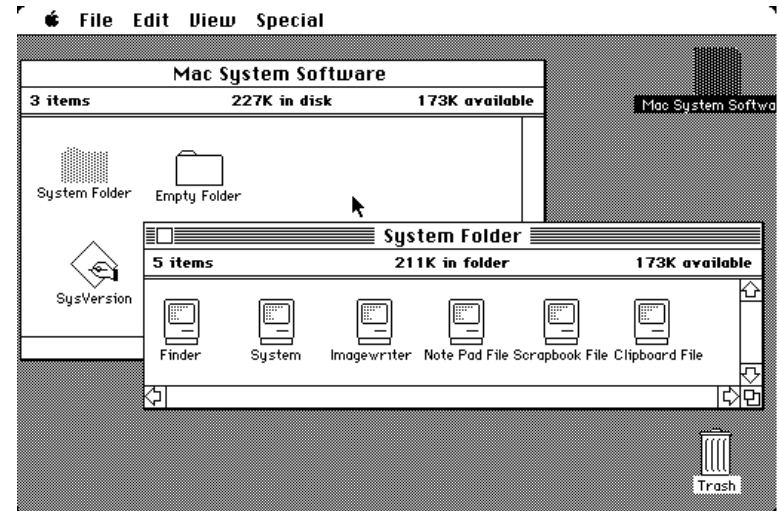 File Edit View Special
Mac System Software
3 items 227K in disk 173K available
Mac System Softwa
System Folder Empty Folder
SysVersion
System Folder
5 items 211K in folder 173K available
Finder System Imagewriter Note Pad File Scrapbook File Clipboard File
Trash